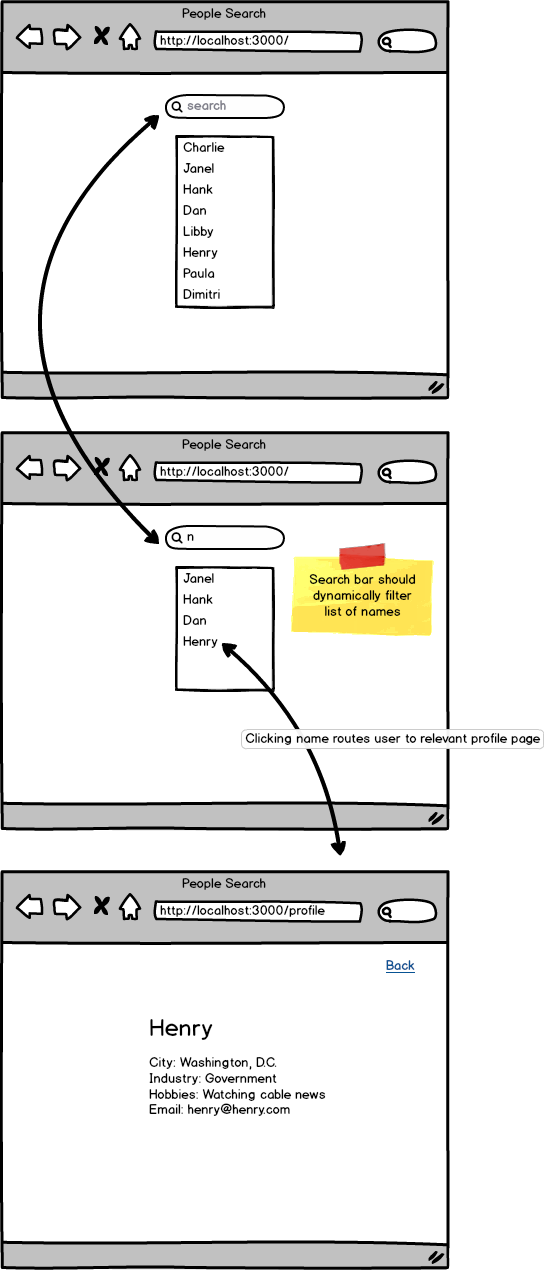 People Search
http://localhost:3000/
search
Charlie
Janel
Hank
Dan
Libby
Henry
Paula
Dimitri
People Search
http://localhost:3000/
n
Janel
Hank
Dan
Henry
Search bar should
dynamically filter
list of names
Clicking name routes user to relevant profile page
People Search
http://localhost:3000/profile
Back
Henry
City: Washington, D.C.
Industry: Government
Hobbies: Watching cable news
Email: henry@henry.com